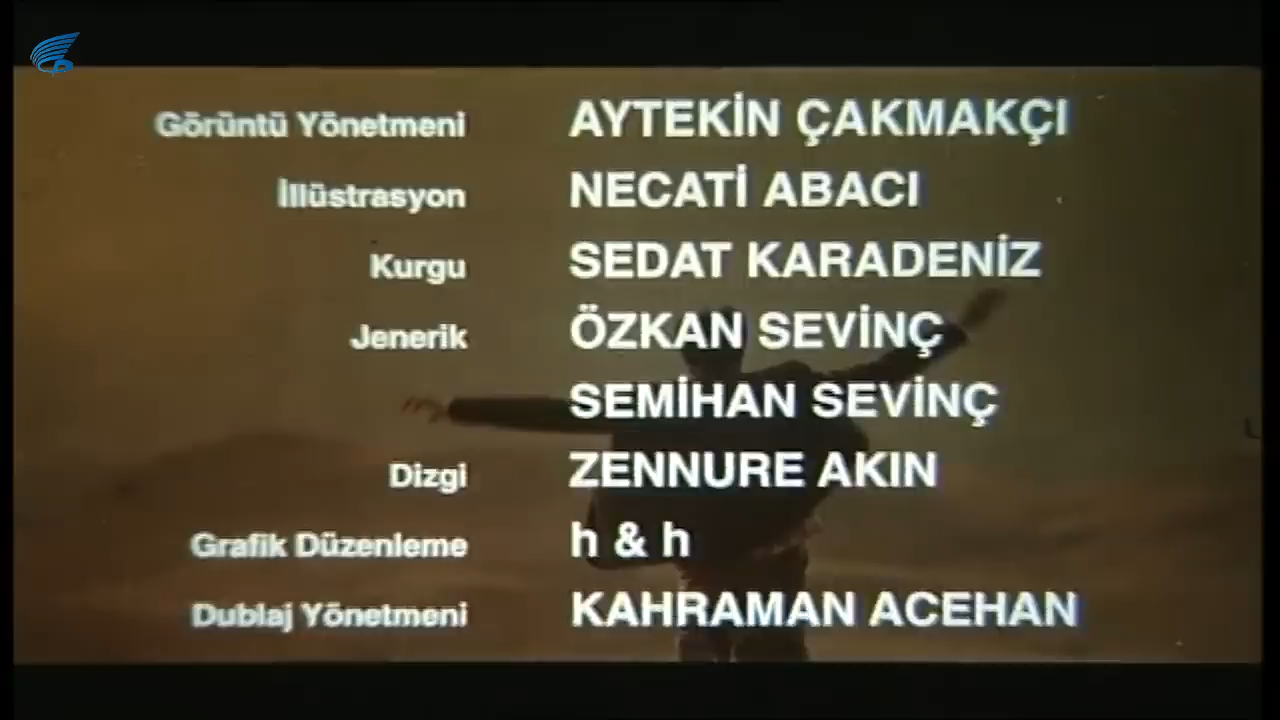 Görüntü Yönetmeni AYTEKİN ÇAKMAKÇI
İllüstrasyon NECATİ ABACI
Kurgu SEDAT KARADENİZ
Jenerik ÖZKAN SEVİNÇ
SEMİHAN SEVİNÇ
Dizgi ZENNURE AKIN
Grafik Düzenleme h & h
Dublaj Yönetmeni KAHRAMAN ACEHAN